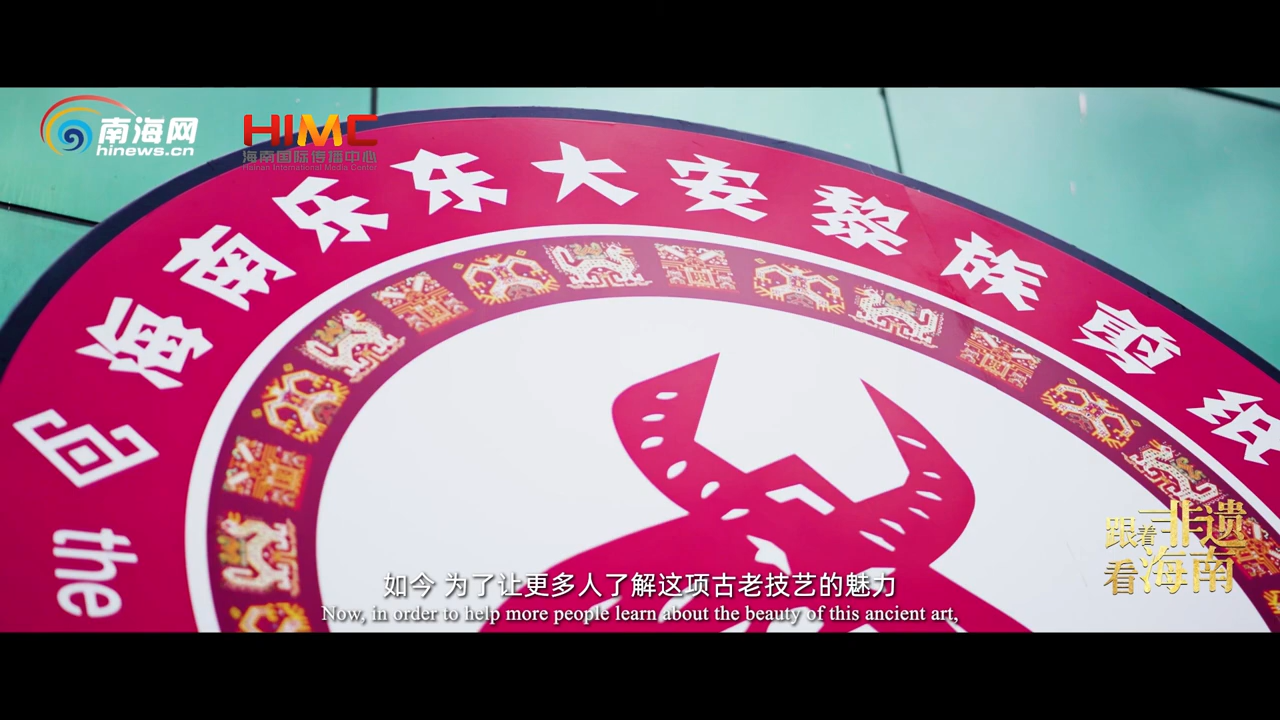 南海网
hinews.cn
HIMC
海南国际传播中心
Hainan International Media Center
海南乐东大安黎族剪纸
the
跟着非遗
看海南
如今 为了让更多人了解这项古老技艺的魅力
Now, in order to help more people learn about the beauty of this ancient art,